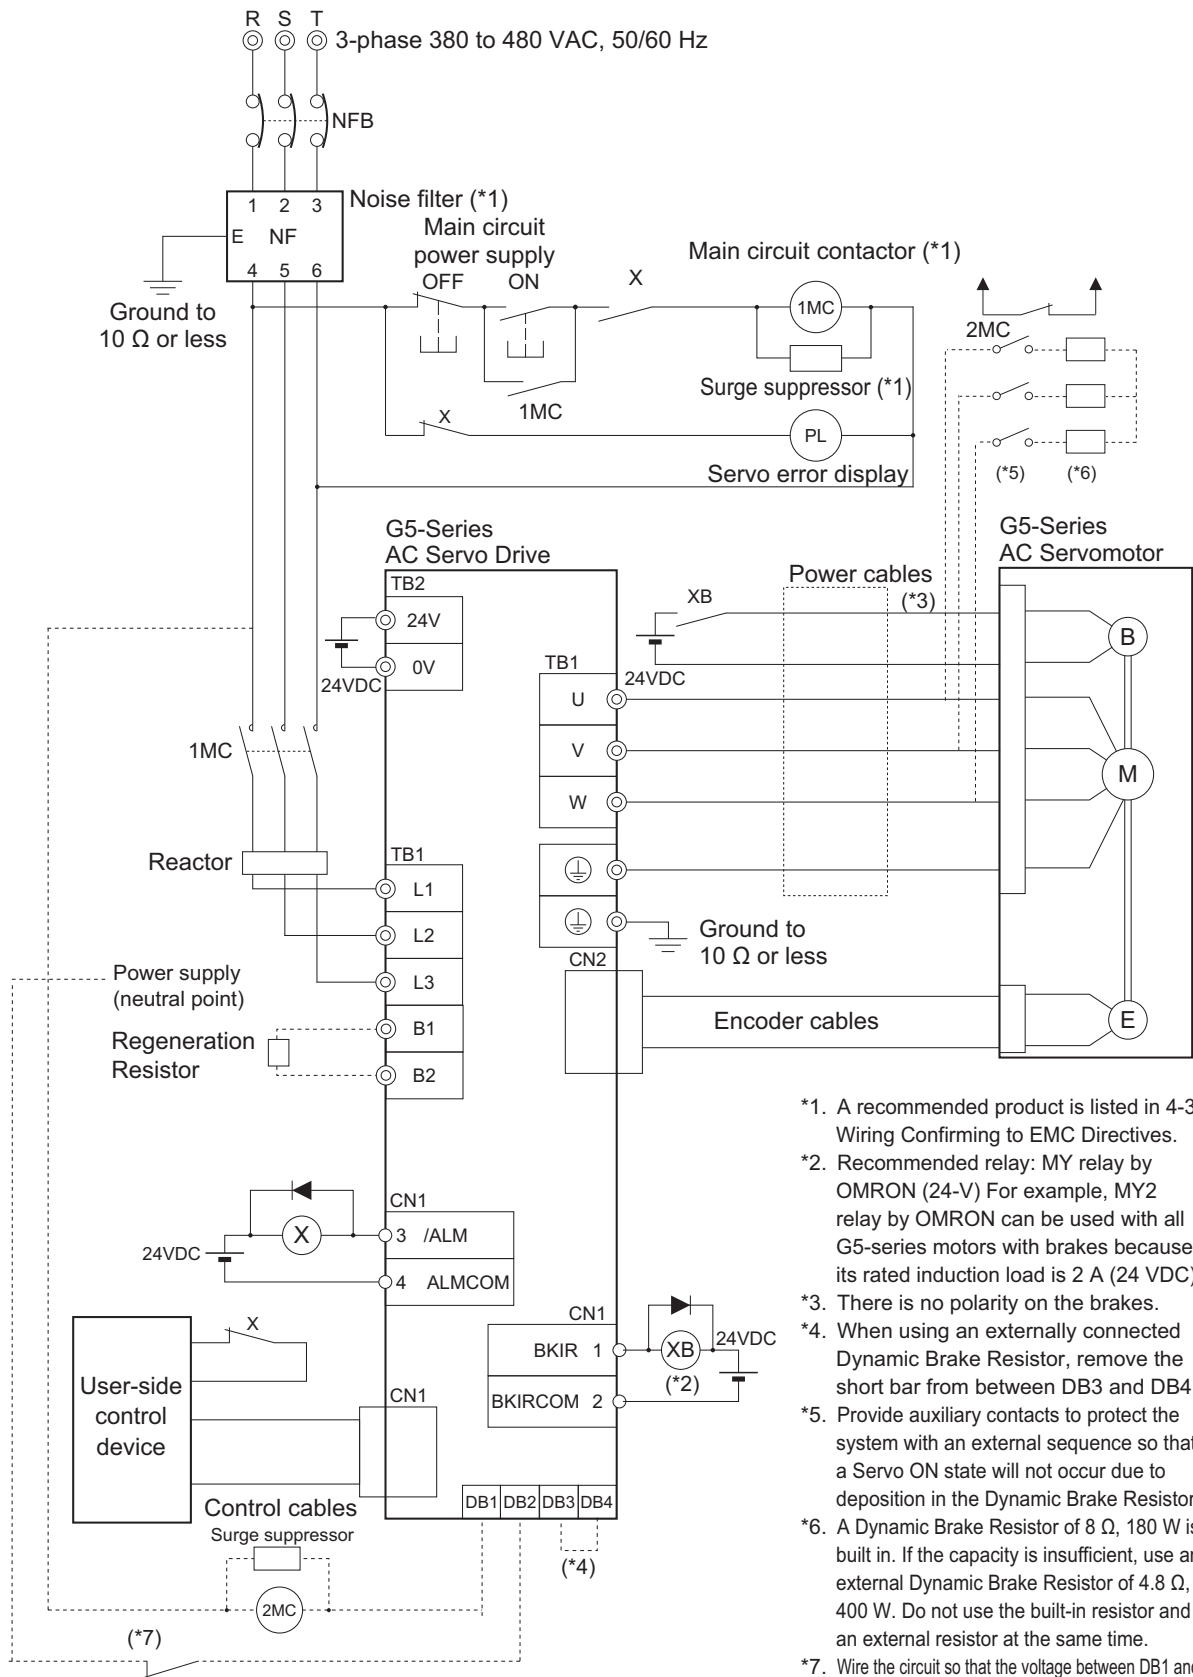 R S T
3-phase 380 to 480 VAC, 50/60 Hz
NFB
Noise filter (*1)
1 2 3
E NF
4 5 6
Ground to
10 Ω or less
Main circuit
power supply
OFF ON
X
Main circuit contactor (*1)
1MC
Surge suppressor (*1)
1MC
X
PL
Servo error display
2MC
(*5) (*6)
G5-Series
AC Servo Drive
G5-Series
AC Servomotor
TB2
24V
0V
24VDC
1MC
Reactor
TB1
L1
L2
L3
B1
B2
Power supply
(neutral point)
Regeneration
Resistor
XB
24VDC
Power cables
(*3)
TB1
U
V
W
B
M
E
Ground to
10 Ω or less
CN2
Encoder cables
CN1
X
24VDC
3 /ALM
4 ALMCOM
CN1
BKIR 1
BKIRCOM 2
XB
(*2)
24VDC
User-side
control
device
X
CN1
Control cables
DB1 DB2 DB3 DB4
(*4)
Surge suppressor
2MC
(*7)
*1. A recommended product is listed in 4-3
Wiring Confirming to EMC Directives.
*2. Recommended relay: MY relay by
OMRON (24-V) For example, MY2
relay by OMRON can be used with all
G5-series motors with brakes because
its rated induction load is 2 A (24 VDC)
*3. There is no polarity on the brakes.
*4. When using an externally connected
Dynamic Brake Resistor, remove the
short bar from between DB3 and DB4
*5. Provide auxiliary contacts to protect the
system with an external sequence so that
a Servo ON state will not occur due to
deposition in the Dynamic Brake Resistor
*6. A Dynamic Brake Resistor of 8 Ω, 180 W is
built in. If the capacity is insufficient, use an
external Dynamic Brake Resistor of 4.8 Ω,
400 W. Do not use the built-in resistor and
an external resistor at the same time.
*7. Wire the circuit so that the voltage between DB1 and